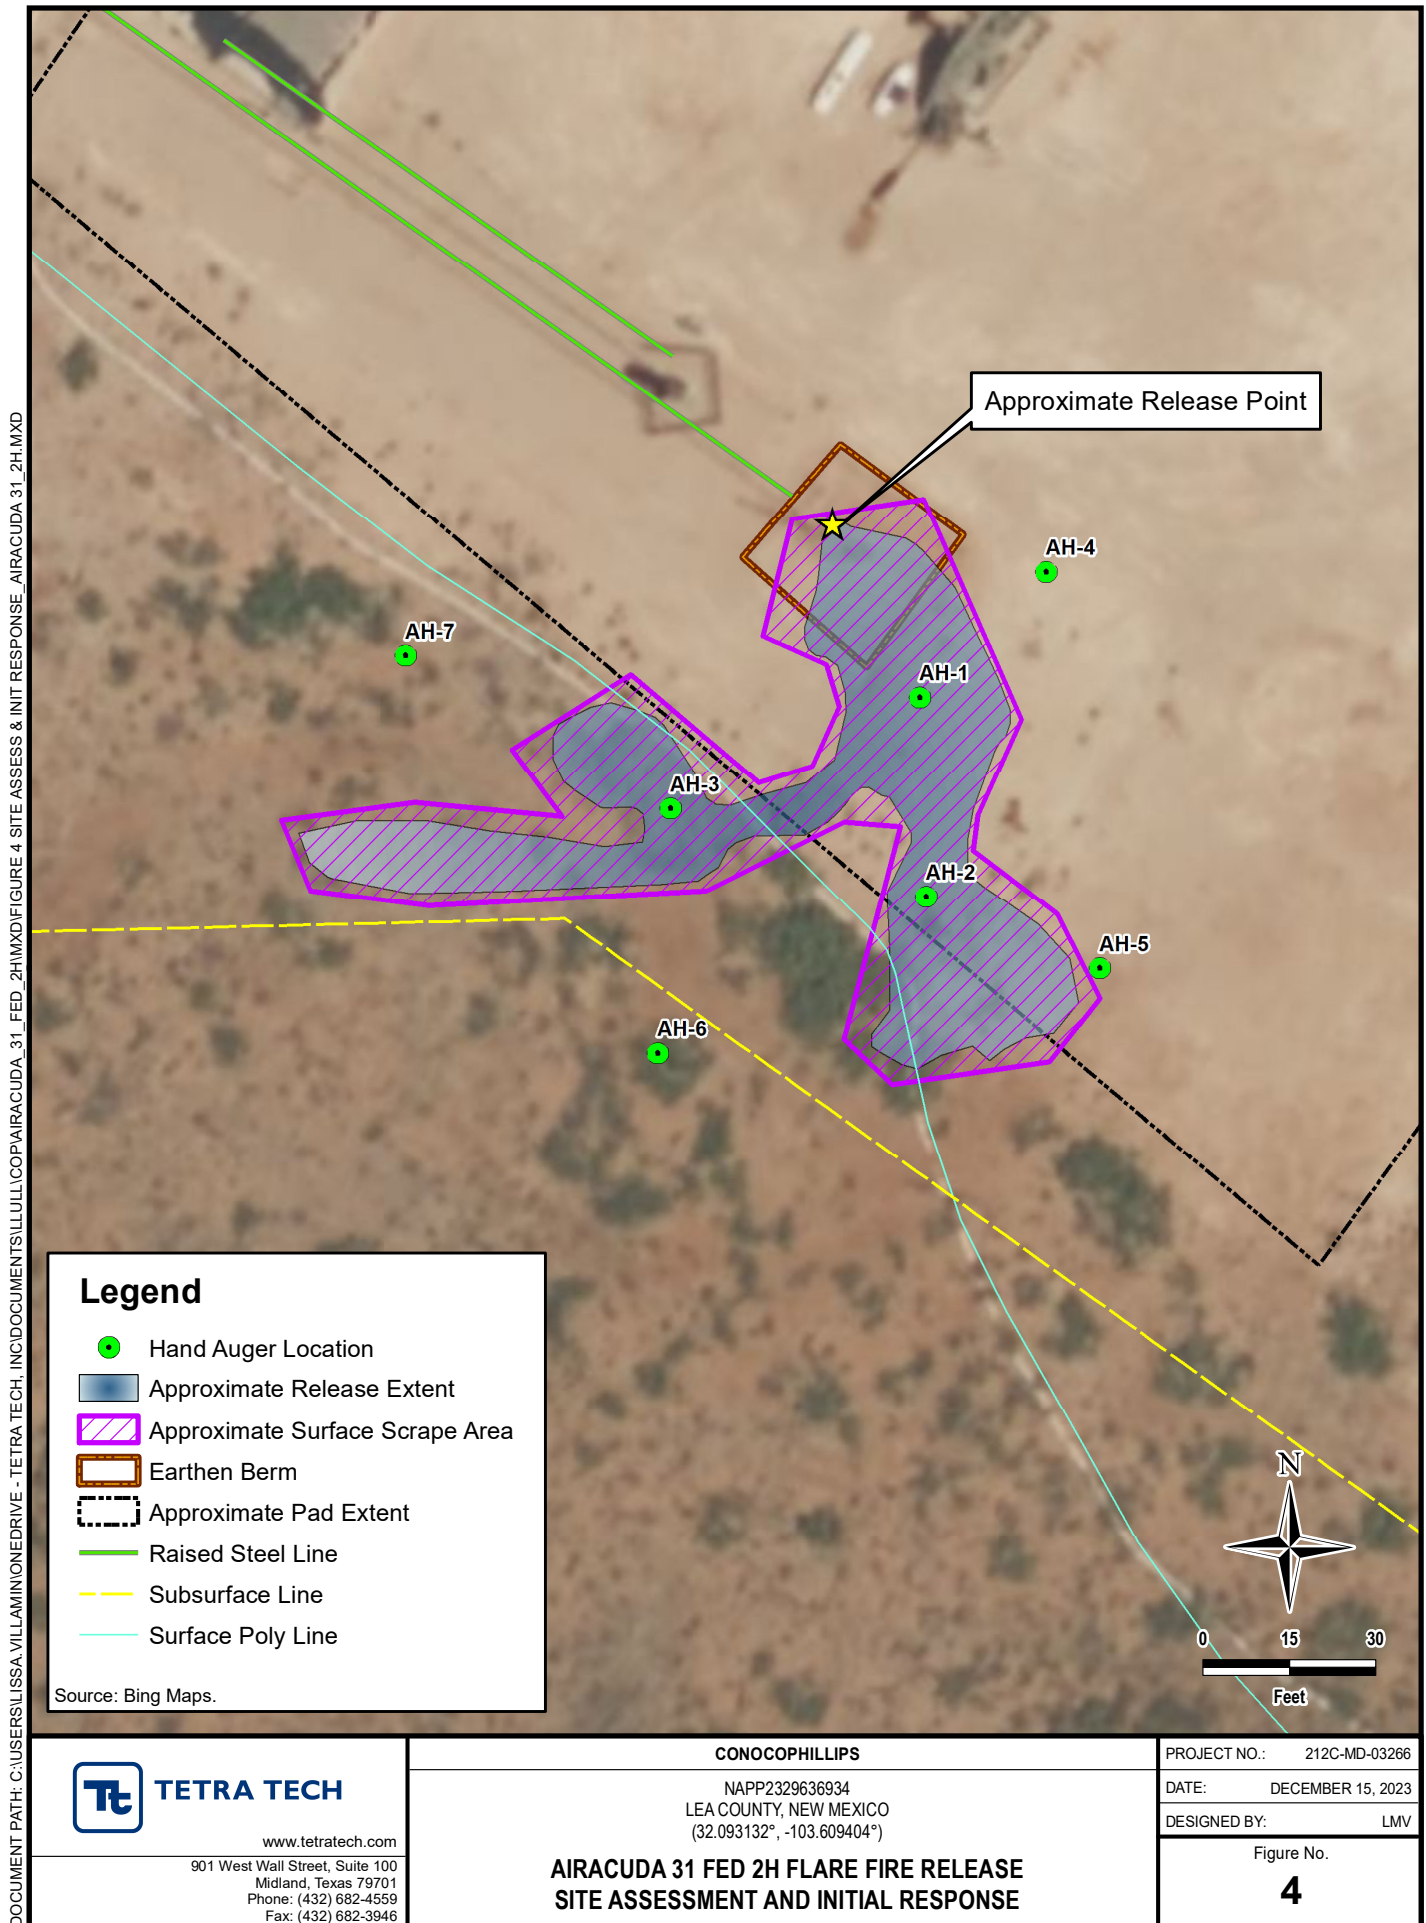 DOCUMENT PATH: C:\USERS\LISSA.VILLAMIN\ONEDRIVE - TETRA TECH, INC\DOCUMENTS\LLULL\COP\AIRACUDA_31_FED_2H\MXD\FIGURE 4 SITE ASSESS & INIT RESPONSE_AIRACUDA 31_2H.MXD
Approximate Release Point
AH-4
AH-7
AH-1
AH-3
AH-2
AH-5
AH-6
Legend
Hand Auger Location
Approximate Release Extent
Approximate Surface Scrape Area
Earthen Berm
Approximate Pad Extent
Raised Steel Line
Subsurface Line
Surface Poly Line
Source: Bing Maps.
N
0 15 30
Feet
Tt TETRA TECH
www.tetratech.com
901 West Wall Street, Suite 100
Midland, Texas 79701
Phone: (432) 682-4559
Fax: (432) 682-3946
CONOCOPHILLIPS
NAPP2329636934
LEA COUNTY, NEW MEXICO
(32.093132°, -103.609404°)
AIRACUDA 31 FED 2H FLARE FIRE RELEASE
SITE ASSESSMENT AND INITIAL RESPONSE
PROJECT NO.: 212C-MD-03266
DATE: DECEMBER 15, 2023
DESIGNED BY: LMV
Figure No.
4